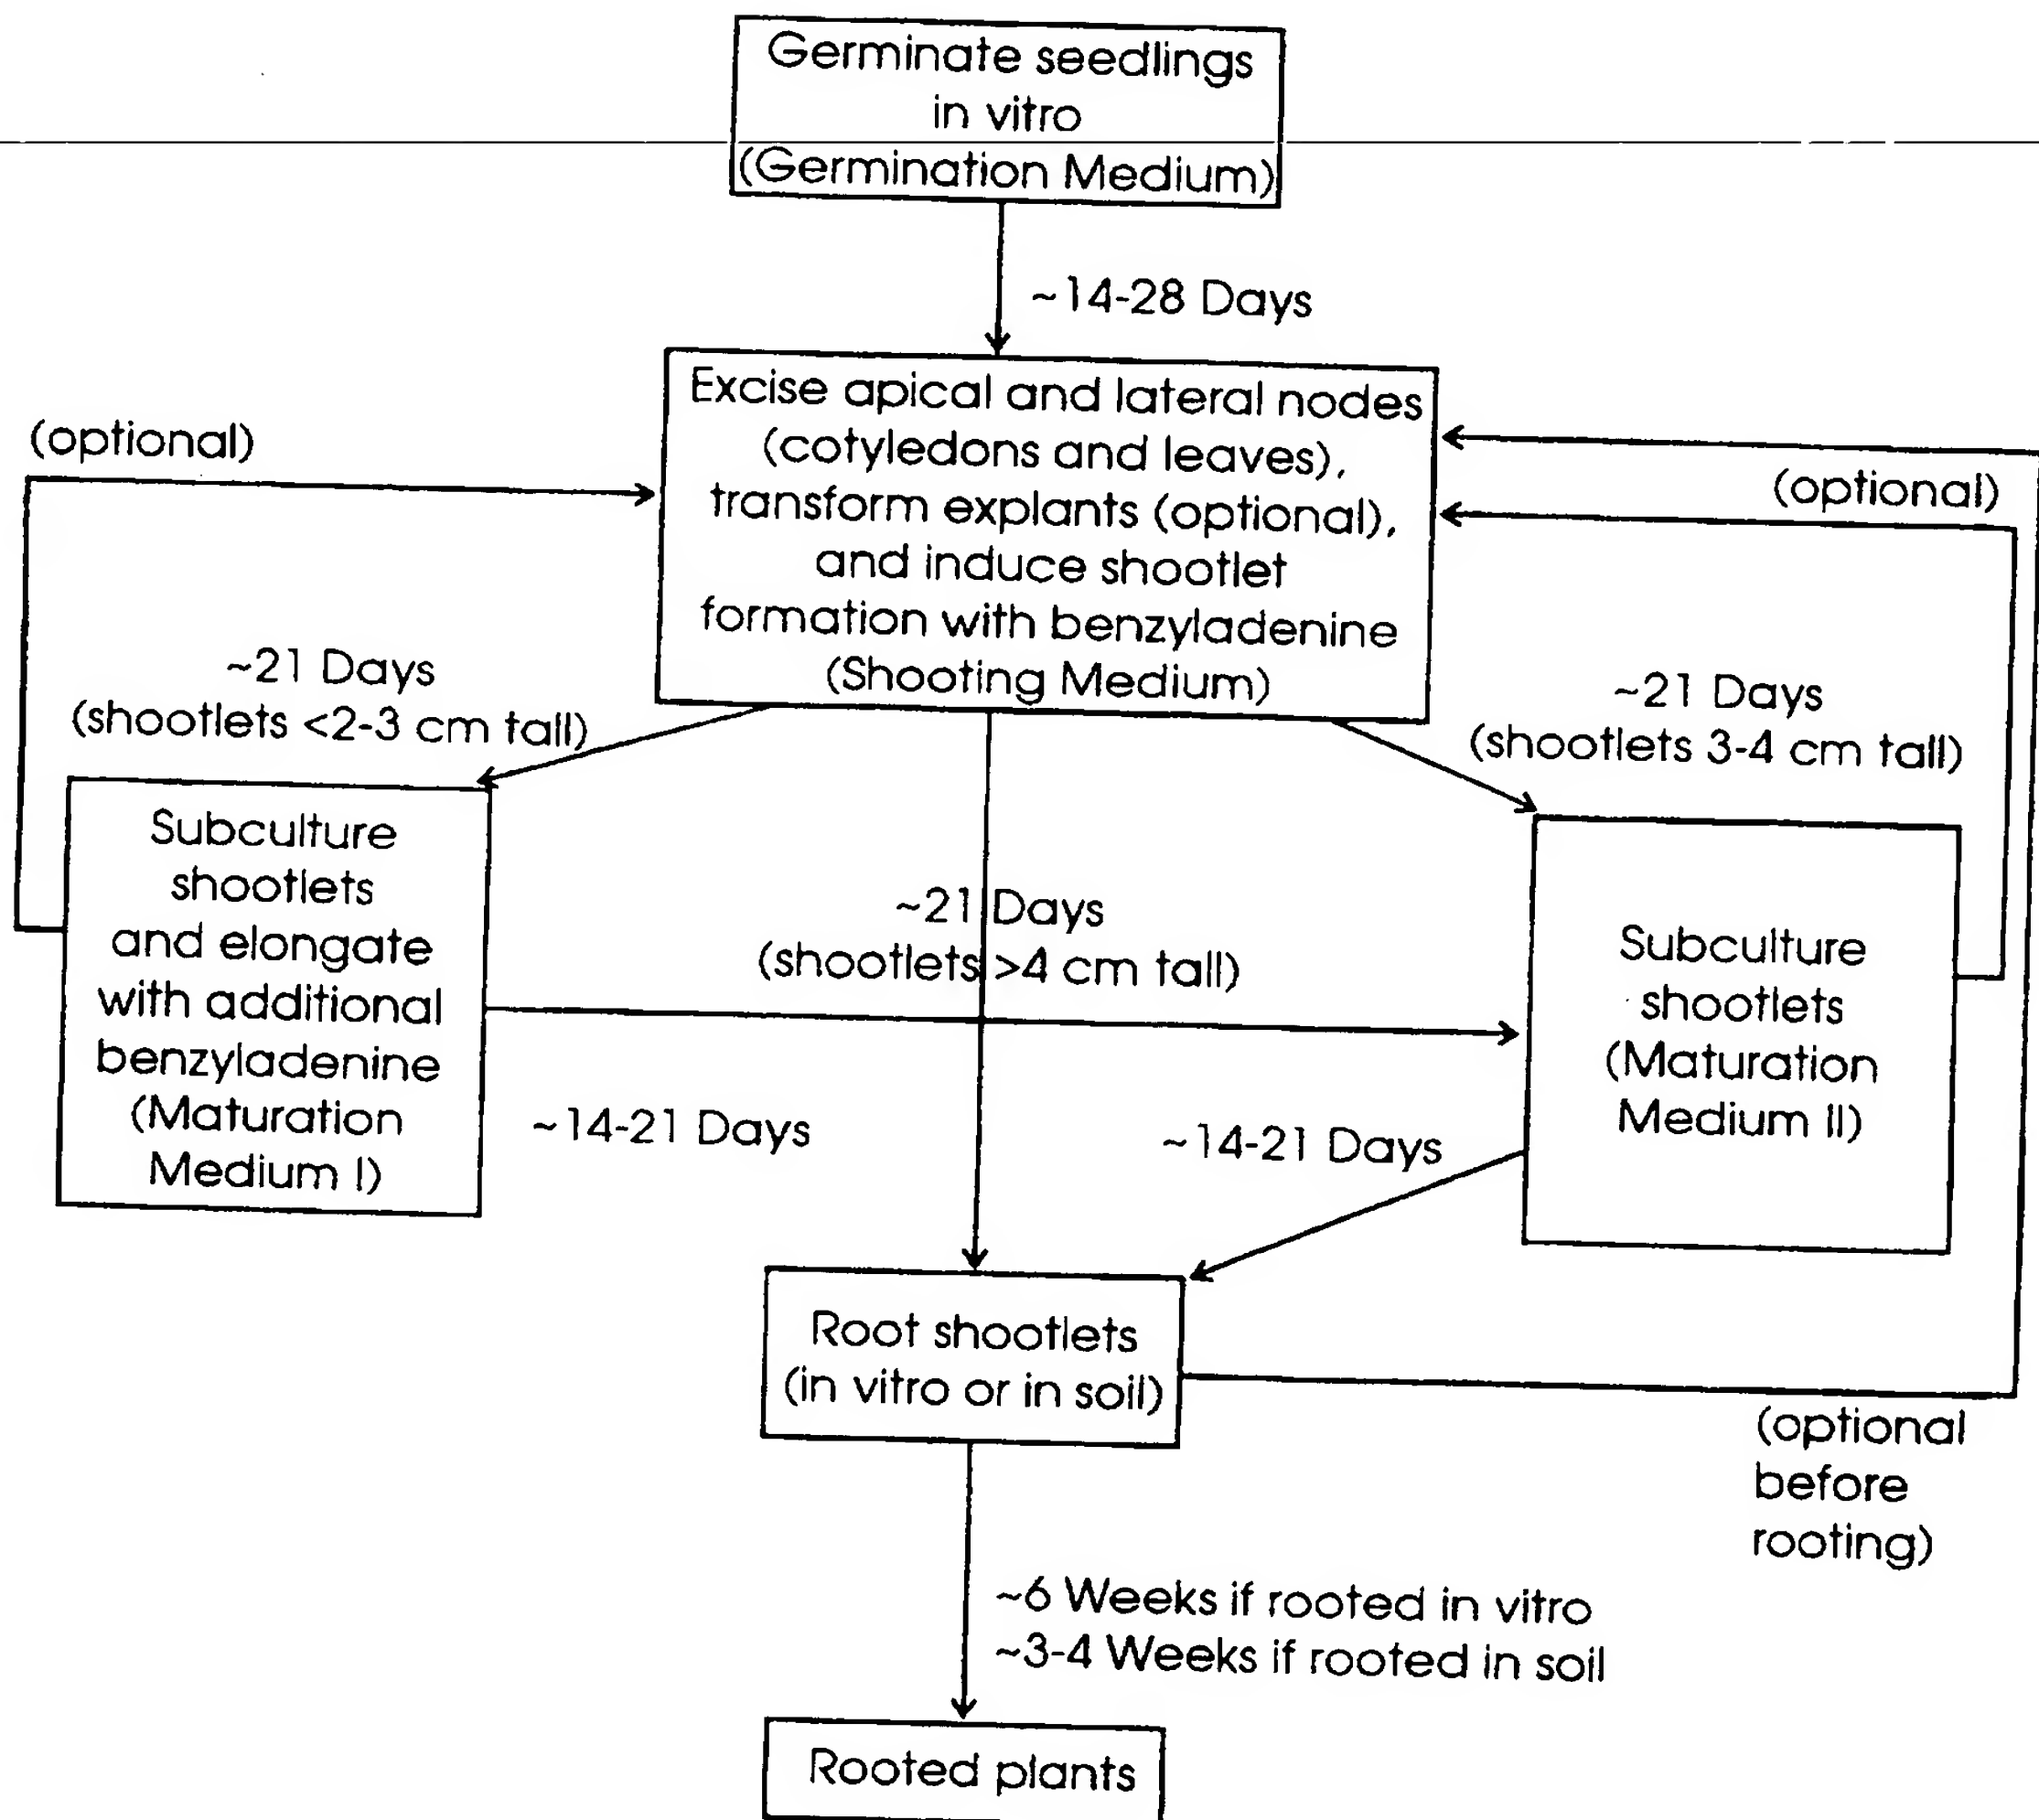 Germinate seedlings
in vitro
(Germination Medium)
~14-28 Days
Excise apical and lateral nodes
(cotyledons and leaves),
transform explants (optional),
and induce shootlet
formation with benzyladenine
(Shooting Medium)
(optional)
(optional)
~21 Days
(shootlets <2-3 cm tall)
~21 Days
(shootlets 3-4 cm tall)
Subculture
shootlets
and elongate
with additional
benzyladenine
(Maturation
Medium I)
~21 Days
(shootlets >4 cm tall)
Subculture
shootlets
(Maturation
Medium II)
~14-21 Days
~14-21 Days
Root shootlets
(in vitro or in soil)
(optional
before
rooting)
~6 Weeks if rooted in vitro
~3-4 Weeks if rooted in soil
Rooted plants